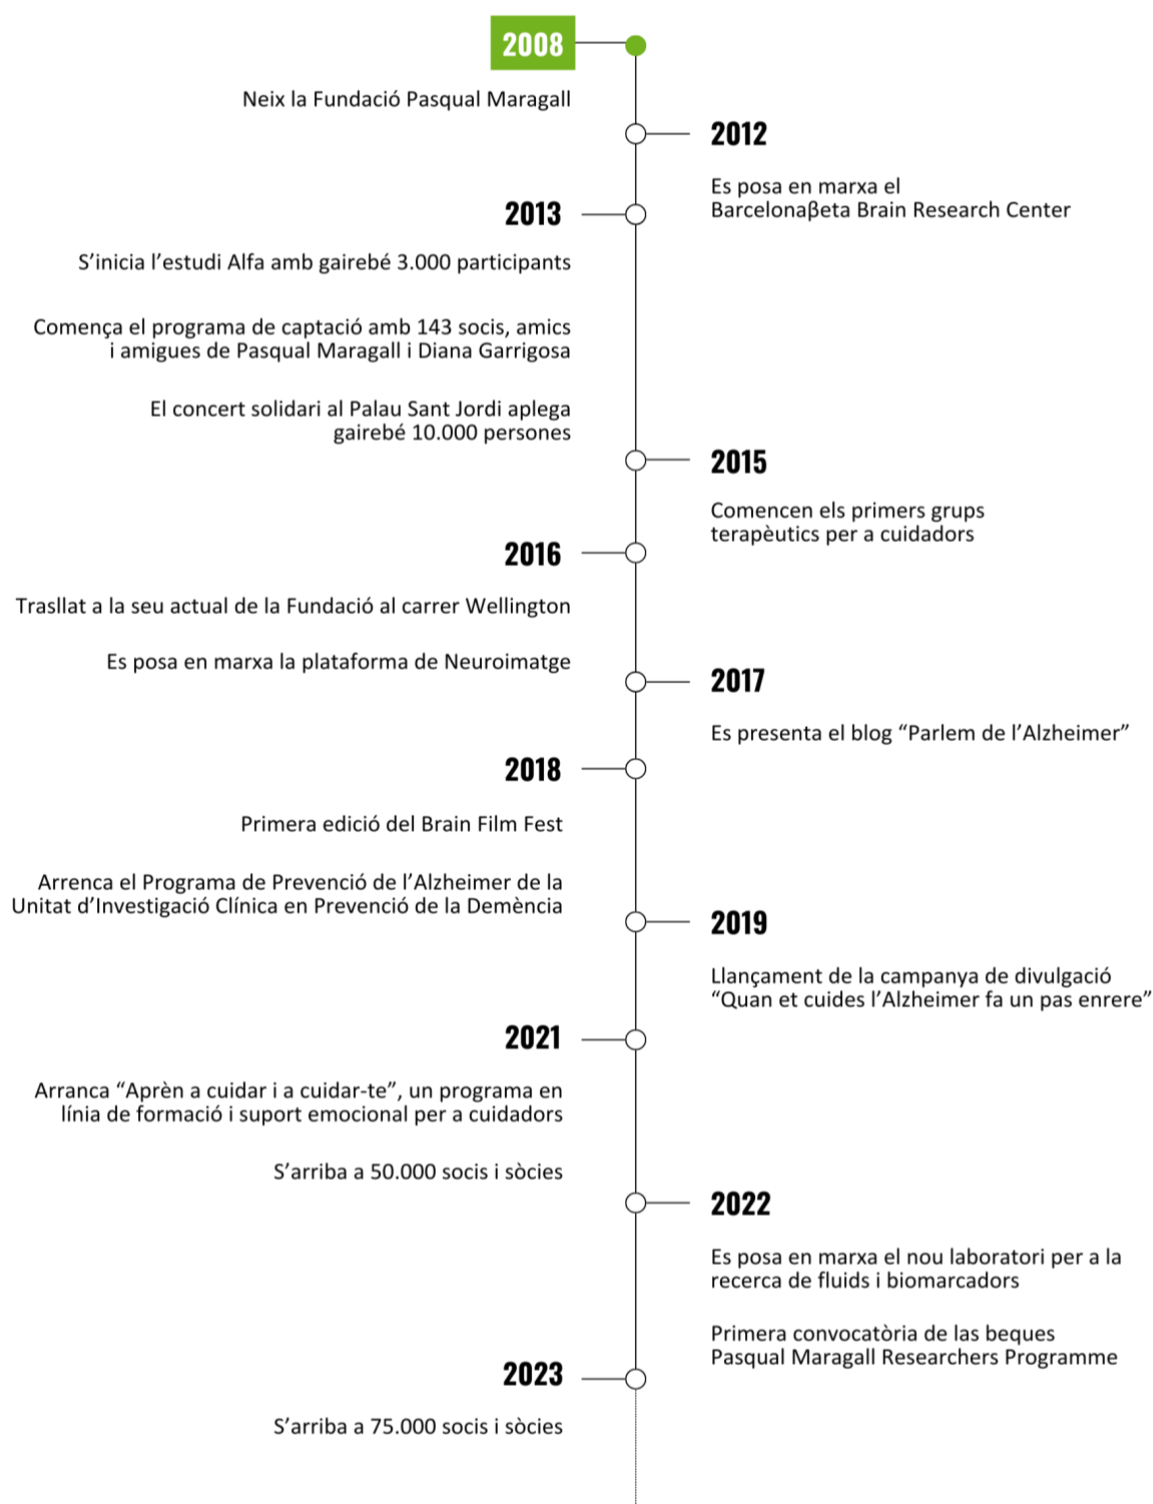 2008
Neix la Fundació Pasqual Maragall
2012
Es posa en marxa el
Barcelonaβeta Brain Research Center
2013
S’inicia l’estudi Alfa amb gairebé 3.000 participants
Comença el programa de captació amb 143 socis, amics
i amigues de Pasqual Maragall i Diana Garrigosa
El concert solidari al Palau Sant Jordi aplega
gairebé 10.000 persones
2015
Comencen els primers grups
terapèutics per a cuidadors
2016
Trasllat a la seu actual de la Fundació al carrer Wellington
Es posa en marxa la plataforma de Neuroimatge
2017
Es presenta el blog “Parlem de l’Alzheimer”
2018
Primera edició del Brain Film Fest
Arrenca el Programa de Prevenció de l’Alzheimer de la
Unitat d’Investigació Clínica en Prevenció de la Demència
2019
Llançament de la campanya de divulgació
“Quan et cuides l’Alzheimer fa un pas enrere”
2021
Arranca “Aprèn a cuidar i a cuidar-te”, un programa en
línia de formació i suport emocional per a cuidadors
S’arriba a 50.000 socis i sòcies
2022
Es posa en marxa el nou laboratori per a la
recerca de fluids i biomarcadors
Primera convocatòria de las beques
Pasqual Maragall Researchers Programme
2023
S’arriba a 75.000 socis i sòcies